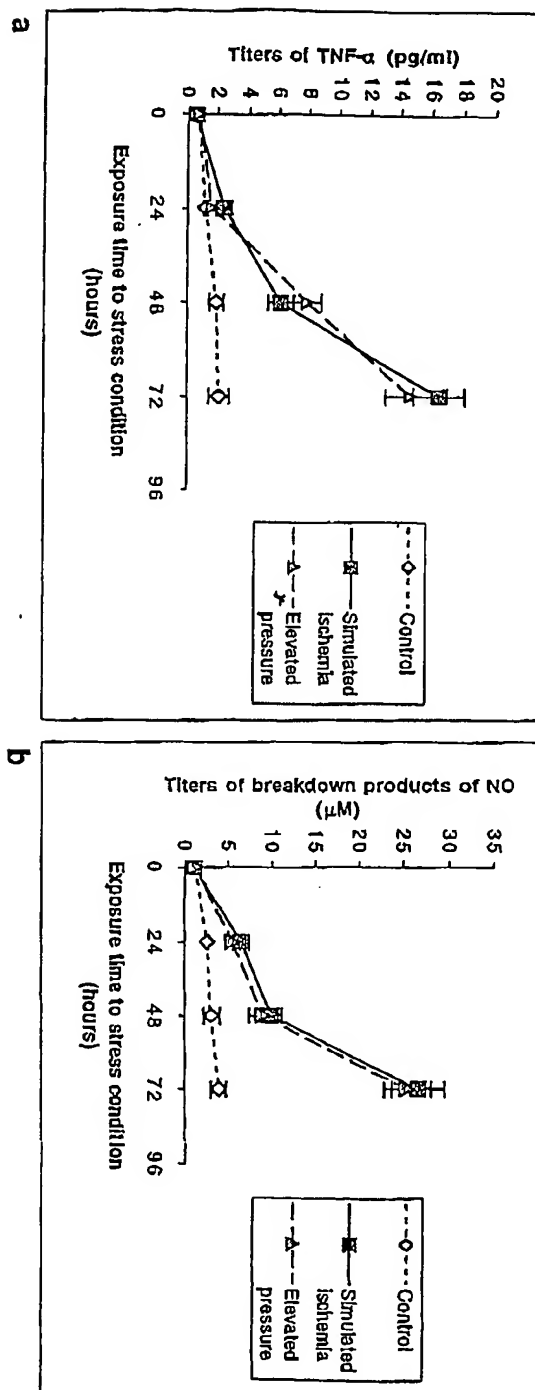 Titers of TNF-α (pg/ml)
20
18
16
14
12
10
8
6
4
2
0
0 24 48 72 96
Exposure time to stress condition
(hours)
Control
Simulated
ischemia
Elevated
pressure
a
Titers of breakdown products of NO
(µM)
35
30
25
20
15
10
5
0
0 24 48 72 96
Exposure time to stress condition
(hours)
Control
Simulated
ischemia
Elevated
pressure
b